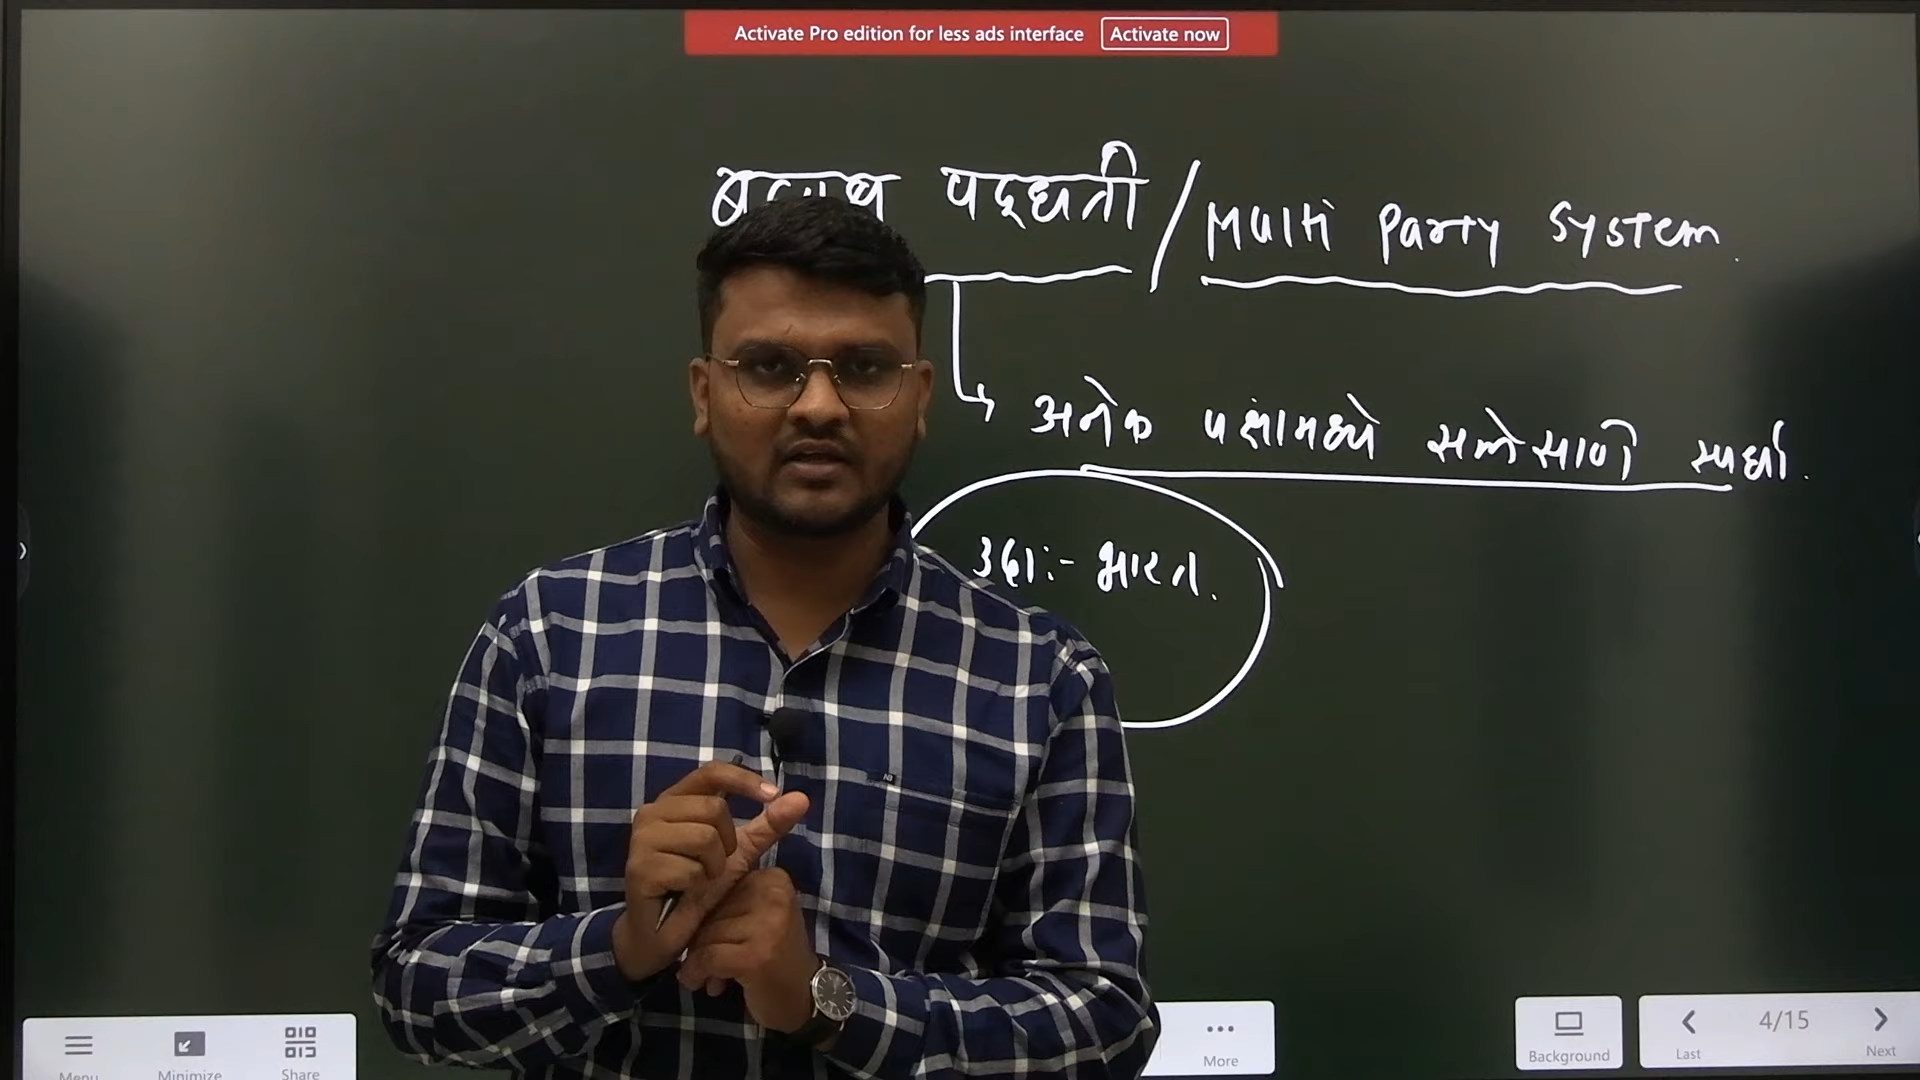 Activate Pro edition for less ads interface Activate now
पद्धती / Multi Party System.
अनेक पक्षांमध्ये सत्तेसाठी स्पर्धा.
उदा:- भारत.
Menu Minimize Share More Background Last 4/15 Next